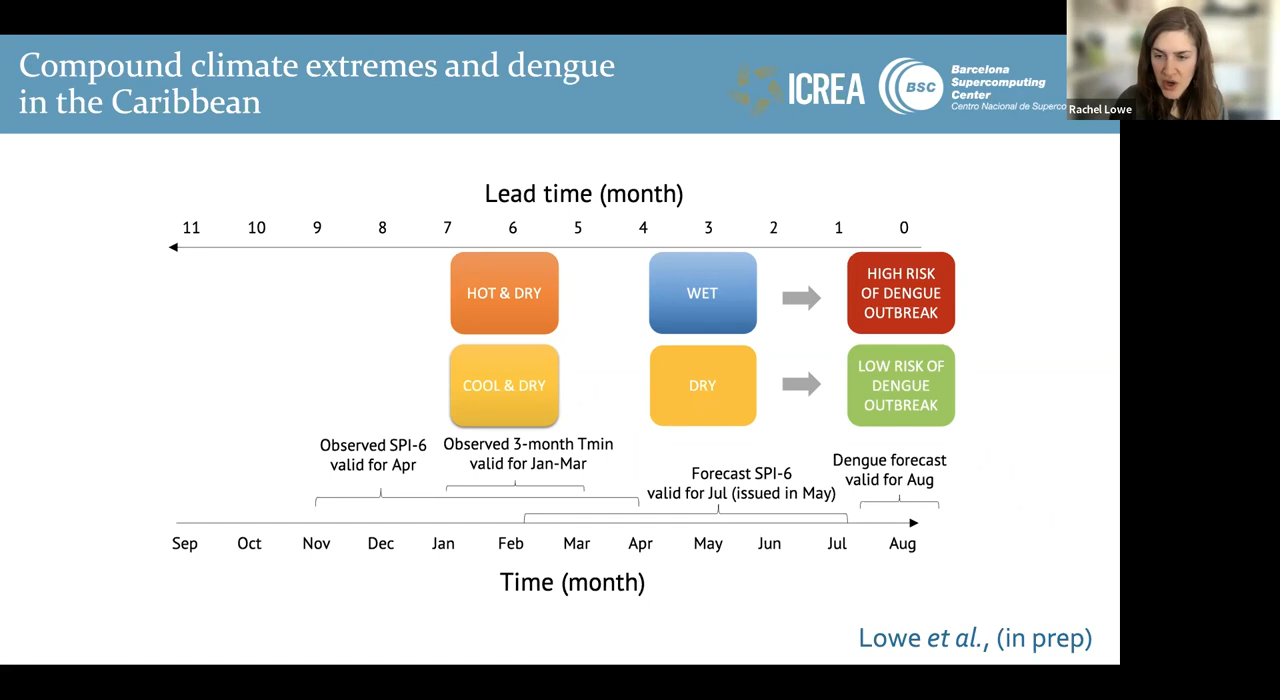 Compound climate extremes and dengue
in the Caribbean
ICREA
BSC
Barcelona
Supercomputing
Center
Centro Nacional de Superco
Rachel Lowe
Lead time (month)
11 10 9 8 7 6 5 4 3 2 1 0
HOT & DRY
WET
HIGH RISK
OF DENGUE
OUTBREAK
COOL & DRY
DRY
LOW RISK OF
DENGUE
OUTBREAK
Observed SPI-6
valid for Apr
Observed 3-month Tmin
valid for Jan-Mar
Forecast SPI-6
valid for Jul (issued in May)
Dengue forecast
valid for Aug
Sep Oct Nov Dec Jan Feb Mar Apr May Jun Jul Aug
Time (month)
Lowe et al., (in prep)